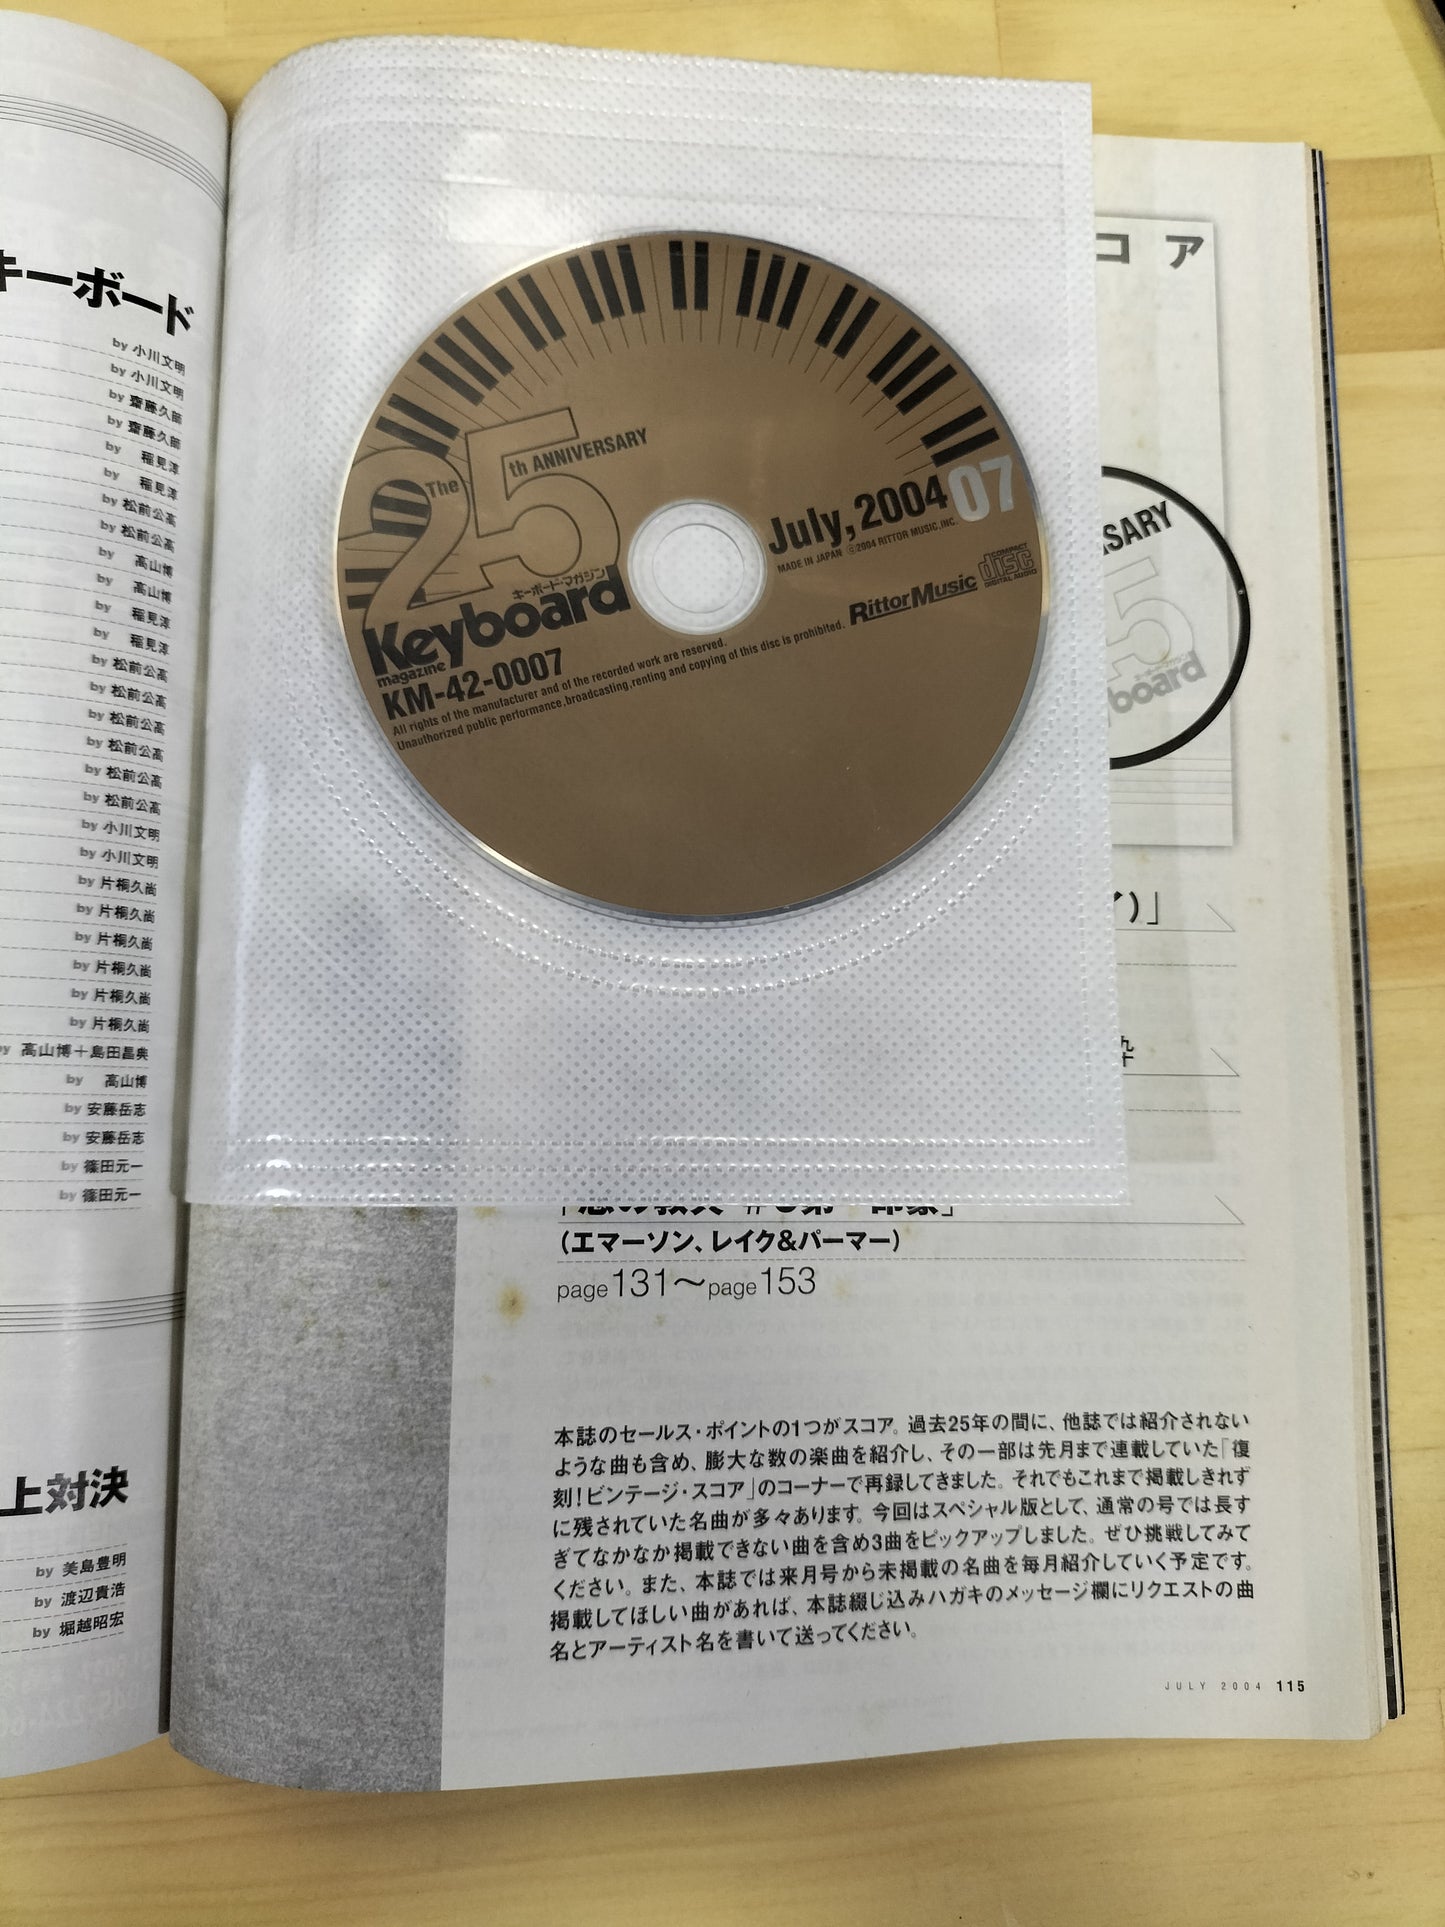 キーボード
by 小川文明
by 小川文明
by 齋藤久師
by 齋藤久師
by 稲見淳
by 稲見淳
by 松前公高
by 松前公高
by 高山博
by 高山博
by 稲見淳
by 稲見淳
by 松前公高
by 松前公高
by 松前公高
by 松前公高
by 松前公高
by 松前公高
by 小川文明
by 小川文明
by 片桐久尚
by 片桐久尚
by 片桐久尚
by 片桐久尚
by 片桐久尚
by 片桐久尚
by 高山博+島田昌典
by 高山博
by 安藤岳志
by 安藤岳志
by 篠田元一
by 篠田元一
上対決
by 美島豊明
by 渡辺貴浩
by 堀越昭宏
The 25th ANNIVERSARY
キーボード・マガジン
Keyboard
magazine
KM-42-0007
July, 2004 07
MADE IN JAPAN ©2004 RITTOR MUSIC, INC.
COMPACT
disc
DIGITAL AUDIO
RittorMusic
All rights of the manufacturer and of the recorded work are reserved.
Unauthorized public performance,broadcasting,renting and copying of this disc is prohibited.
コア
ERSARY
5
board
)」
(エマーソン、レイク&パーマー)
page131〜page153
本誌のセールス・ポイントの1つがスコア。過去25年の間に、他誌では紹介されない
ような曲も含め、膨大な数の楽曲を紹介し、その一部は先月まで連載していた「復
刻!ビンテージ・スコア」のコーナーで再録してきました。それでもこれまで掲載しきれず
に残されていた名曲が多々あります。今回はスペシャル版として、通常の号では長す
ぎてなかなか掲載できない曲を含め3曲をピックアップしました。ぜひ挑戦してみて
ください。また、本誌では来月号から未掲載の名曲を毎月紹介していく予定です。
掲載してほしい曲があれば、本誌綴じ込みハガキのメッセージ欄にリクエストの曲
名とアーティスト名を書いて送ってください。
JULY 2004 115